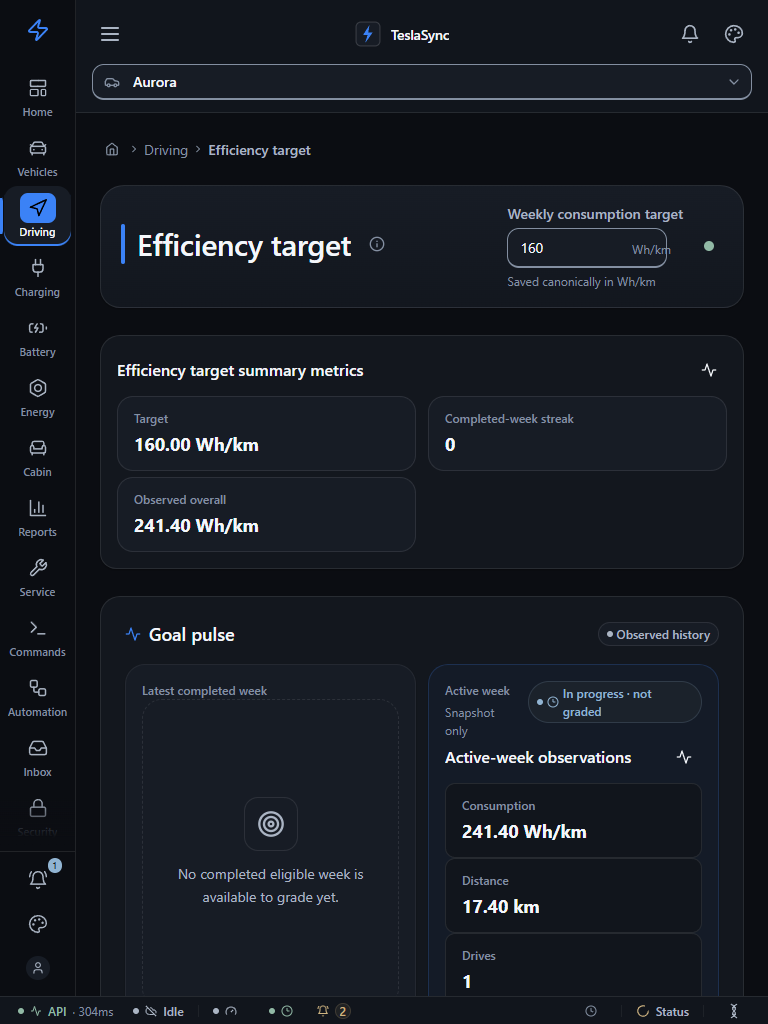 TeslaSync
Aurora
Home
Vehicles
Driving
Charging
Battery
Energy
Cabin
Reports
Service
Commands
Automation
Inbox
Security
1
Driving
Efficiency target
Efficiency target
Weekly consumption target
160 Wh/km
Saved canonically in Wh/km
Efficiency target summary metrics
Target
160.00 Wh/km
Completed-week streak
0
Observed overall
241.40 Wh/km
Goal pulse
Observed history
Latest completed week
No completed eligible week is
available to grade yet.
Active week
Snapshot
only
In progress · not
graded
Active-week observations
Consumption
241.40 Wh/km
Distance
17.40 km
Drives
1
API · 304ms
Idle
2
Status